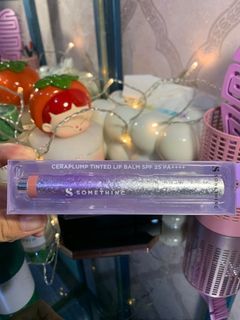 CERAPLUMP TINTED LIP BALM SPF 25 PA++++
S SOMETHINC